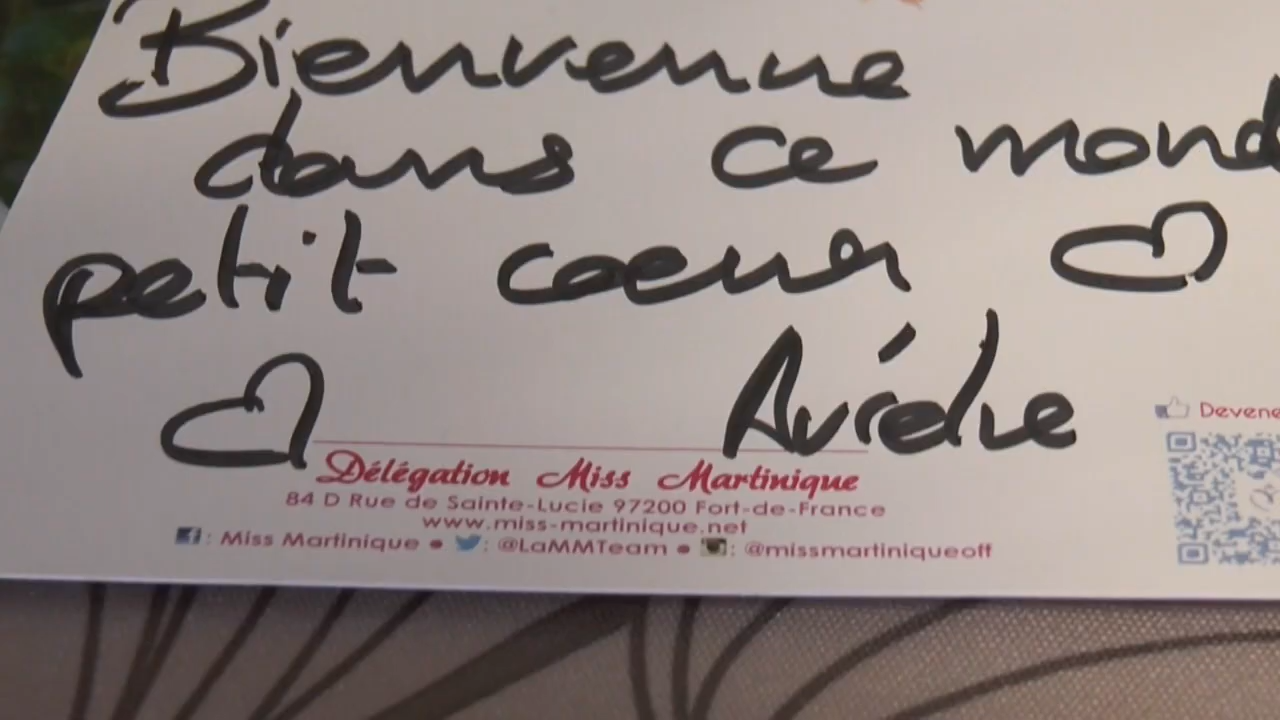 Bienvenue
dans ce mond
petit coeur
Aurélie
Devene
Délégation Miss Martinique
84 D Rue de Sainte-Lucie 97200 Fort-de-France
www.miss-martinique.net
: Miss Martinique • : @LaMMTeam • : @missmartiniqueoff